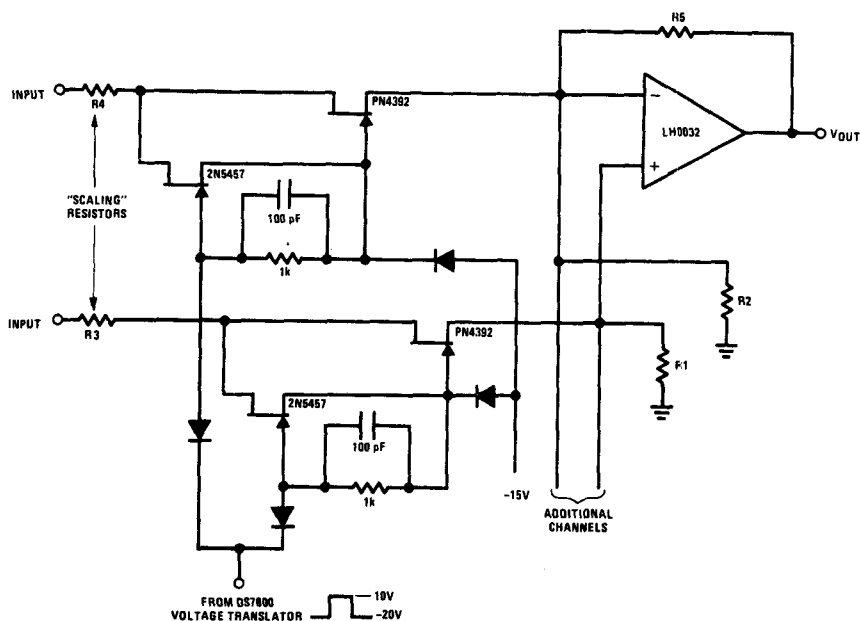 R5
INPUT
R4
PN4392
LH0032
−
+
VOUT
2N5457
"SCALING"
RESISTORS
100 pF
1k
INPUT
R3
PN4392
R2
R1
2N5457
100 pF
1k
-15V
ADDITIONAL
CHANNELS
FROM DS7800
VOLTAGE TRANSLATOR
10V
-20V